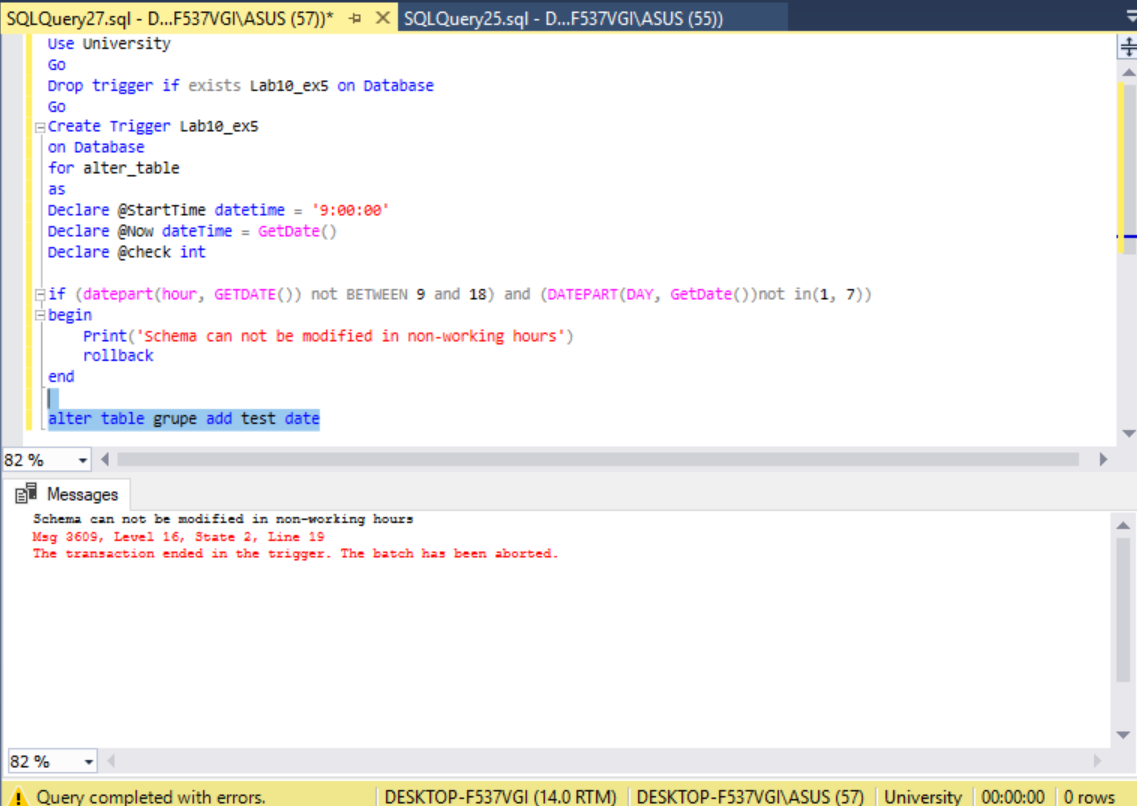 SQLQuery27.sql - D...F537VGI\ASUS (57))* SQLQuery25.sql - D...F537VGI\ASUS (55))
Use University
Go
Drop trigger if exists Lab10_ex5 on Database
Go
Create Trigger Lab10_ex5
on Database
for alter_table
as
Declare @StartTime datetime = '9:00:00'
Declare @Now dateTime = GetDate()
Declare @check int
if (datepart(hour, GETDATE()) not BETWEEN 9 and 18) and (DATEPART(DAY, GetDate())not in(1, 7))
begin
Print('Schema can not be modified in non-working hours')
rollback
end
alter table grupe add test date
82 %
Messages
Schema can not be modified in non-working hours
Msg 3609, Level 16, State 2, Line 19
The transaction ended in the trigger. The batch has been aborted.
82 %
Query completed with errors. DESKTOP-F537VGI (14.0 RTM) DESKTOP-F537VGI\ASUS (57) University 00:00:00 0 rows